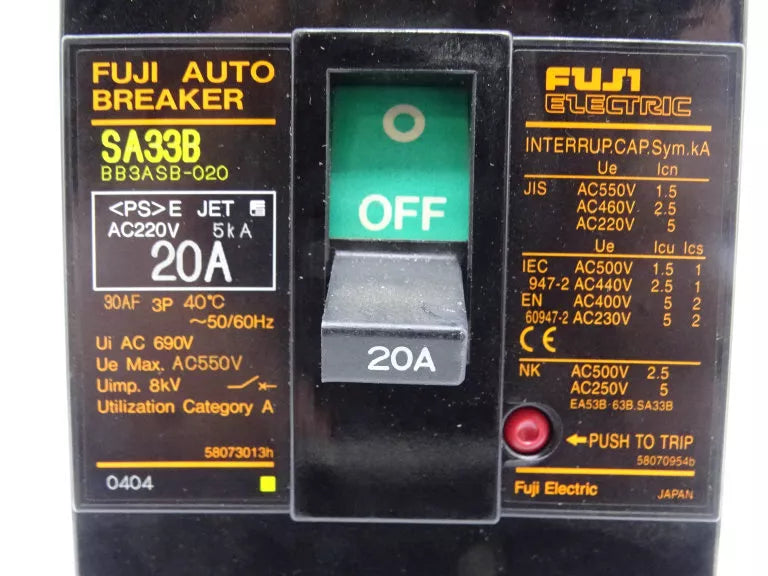 FUJI AUTO
BREAKER
SA33B
BB3ASB-020
<PS>E JET
AC220V 5kA
20A
30AF 3P 40℃
~50/60Hz
Ui AC 690V
Ue Max. AC550V
Uimp. 8kV
Utilization Category A
58073013h
0404
O
OFF
20A
FUJI
ELECTRIC
INTERRUP.CAP.Sym.kA
Ue Icn
JIS AC550V 1.5
AC460V 2.5
AC220V 5
Ue Icu Ics
IEC AC500V 1.5 1
947-2 AC440V 2.5 1
EN AC400V 5 2
60947-2 AC230V 5 2
CE
NK AC500V 2.5
AC250V 5
EA53B·63B.SA33B
←PUSH TO TRIP
58070954b
Fuji Electric JAPAN